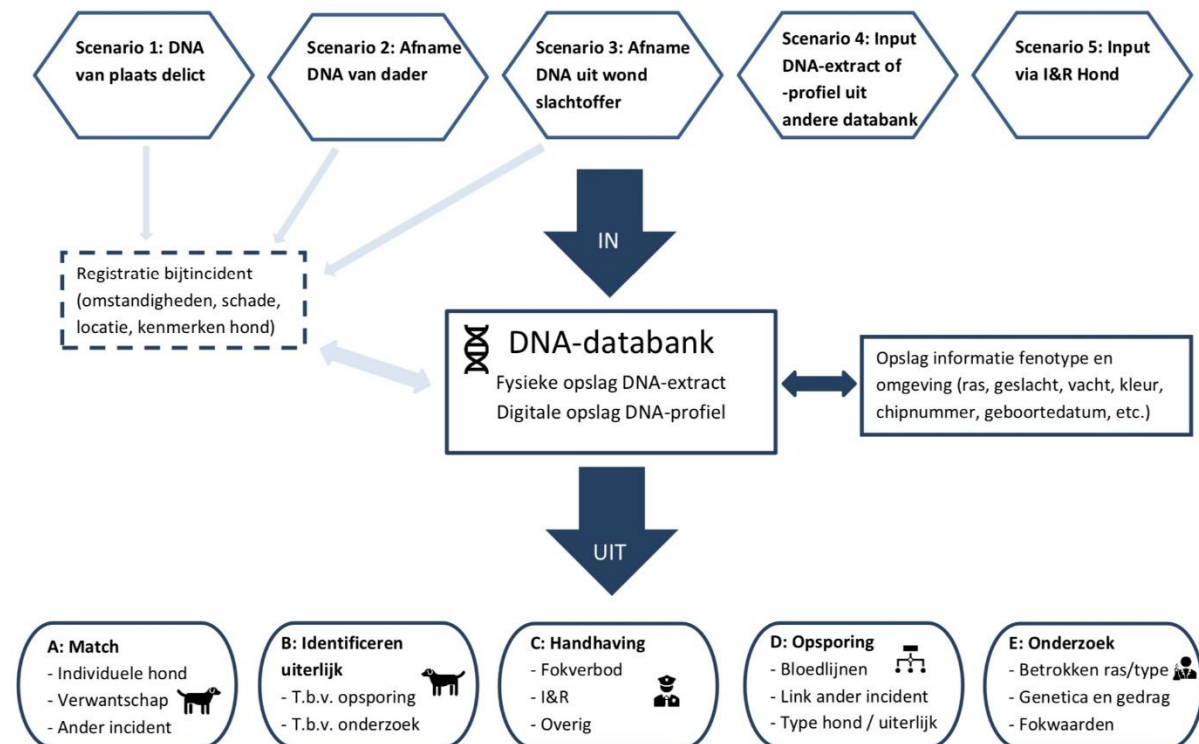 Scenario 1: DNA
van plaats delict
Scenario 2: Afname
DNA van dader
Scenario 3: Afname
DNA uit wond
slachtoffer
Scenario 4: Input
DNA-extract of
-profiel uit
andere databank
Scenario 5: Input
via I&R Hond
IN
Registratie bijtincident
(omstandigheden, schade,
locatie, kenmerken hond)
DNA-databank
Fysieke opslag DNA-extract
Digitale opslag DNA-profiel
Opslag informatie fenotype en
omgeving (ras, geslacht, vacht, kleur,
chipnummer, geboortedatum, etc.)
UIT
A: Match
- Individuele hond
- Verwantschap
- Ander incident
B: Identificeren
uiterlijk
- T.b.v. opsporing
- T.b.v. onderzoek
C: Handhaving
- Fokverbod
- I&R
- Overig
D: Opsporing
- Bloedlijnen
- Link ander incident
- Type hond / uiterlijk
E: Onderzoek
- Betrokken ras/type
- Genetica en gedrag
- Fokwaarden